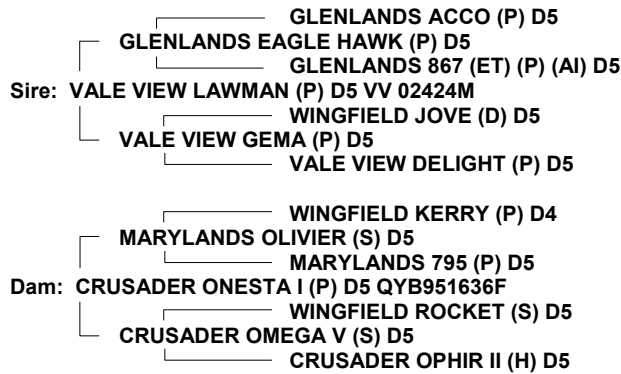 GLENLANDS ACCO (P) D5
GLENLANDS EAGLE HAWK (P) D5
GLENLANDS 867 (ET) (P) (AI) D5
Sire: VALE VIEW LAWMAN (P) D5 VV 02424M
WINGFIELD JOVE (D) D5
VALE VIEW GEMA (P) D5
VALE VIEW DELIGHT (P) D5
WINGFIELD KERRY (P) D4
MARYLANDS OLIVIER (S) D5
MARYLANDS 795 (P) D5
Dam: CRUSADER ONESTA I (P) D5 QYB951636F
WINGFIELD ROCKET (S) D5
CRUSADER OMEGA V (S) D5
CRUSADER OPHIR II (H) D5